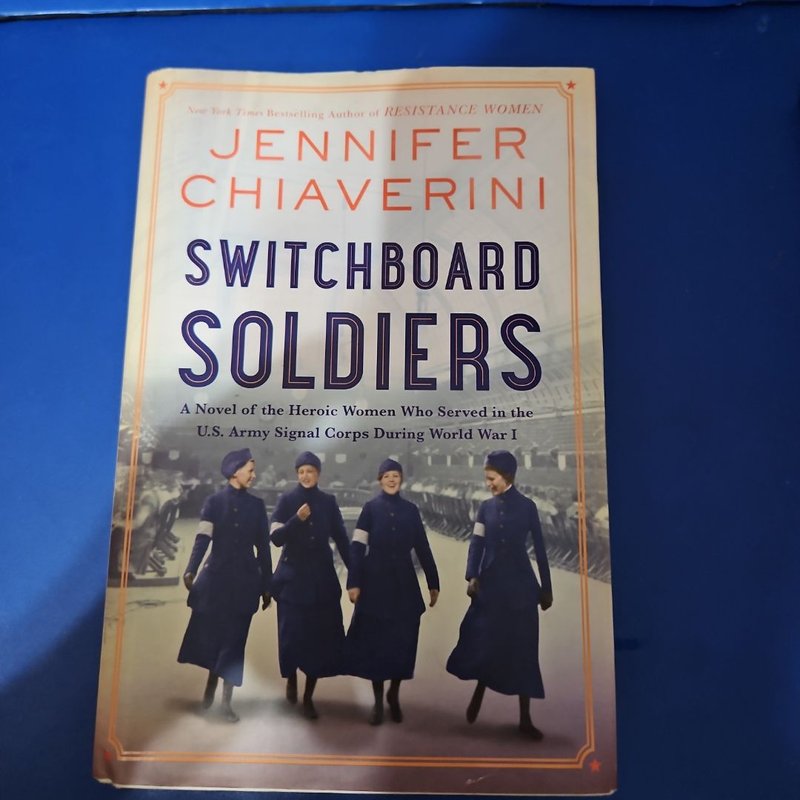 New York Times Bestselling Author of RESISTANCE WOMEN
JENNIFER
CHIAVERINI
SWITCHBOARD
SOLDIERS
A Novel of the Heroic Women Who Served in the
U.S. Army Signal Corps During World War I